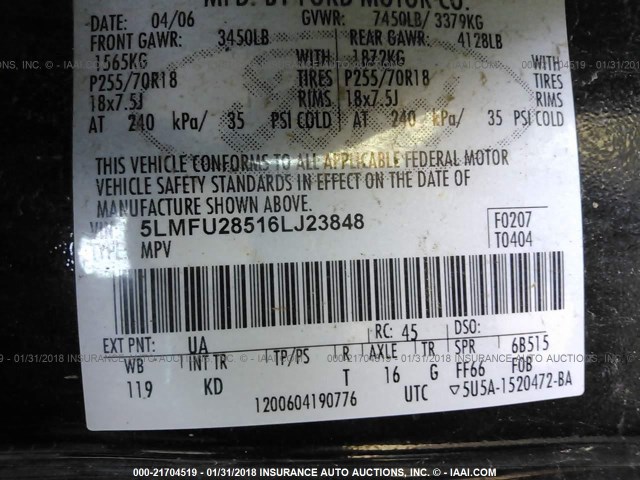 MFD. BY FORD MOTOR CO.
DATE: 04/06 GVWR: 7450LB/ 3379KG
FRONT GAWR: 3450LB REAR GAWR: 4128LB
1565KG WITH 1872KG WITH
P255/70R18 TIRES P255/70R18 TIRES
18x7.5J RIMS 18x7.5J RIMS
AT 240 kPa/ 35 PSI COLD AT 240 kPa/ 35 PSI COLD
THIS VEHICLE CONFORMS TO ALL APPLICABLE FEDERAL MOTOR
VEHICLE SAFETY STANDARDS IN EFFECT ON THE DATE OF
MANUFACTURE SHOWN ABOVE.
VIN: 5LMFU28516LJ23848 F0207
TYPE: MPV T0404
EXT PNT: UA RC: 45 DSO:
WB INT TR TP/PS R AXLE TR SPR 6B515
119 KD T 16 G FF66 F0B
1200604190776 UTC ▽5U5A-1520472-BA
000-21704519 - 01/31/2018 INSURANCE AUTO AUCTIONS - © IAAI.COM